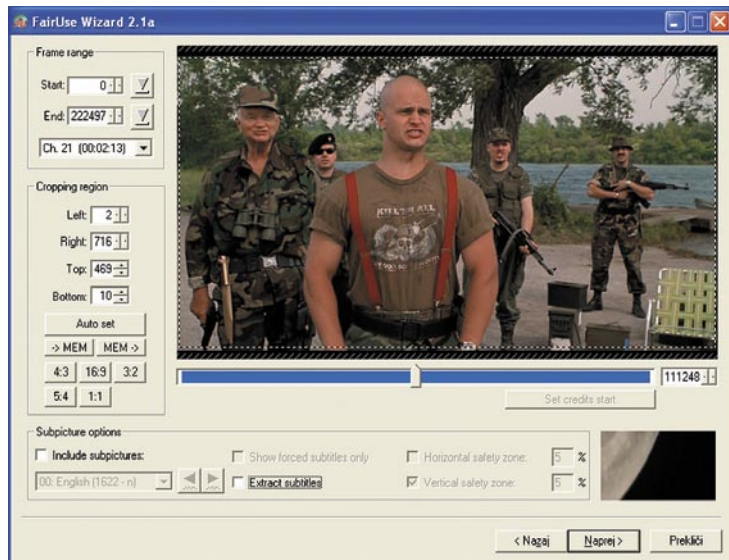 FairUse Wizard 2.1a
Frame range
Start: 0
End: 222497
Ch. 21 (00:02:13)
Cropping region
Left: 2
Right: 716
Top: 469
Bottom: 10
Auto set
-> MEM MEM ->
4:3 16:9 3:2
5:4 1:1
KILL 'EM ALL
111248
Set credits start
Subpicture options
Include subpictures:
Show forced subtitles only
Horizontal safety zone: 5 %
00: English (1622 - n)
Extract subtitles
Vertical safety zone: 5 %
< Nazaj
Naprej >
Prekliči